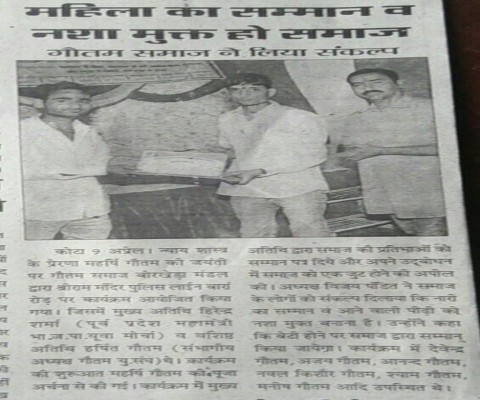 महिला का सम्मान व
नशा मुक्त हो समाज
गौतम समाज ने लिया संकल्प
कोटा 9 अप्रेल। न्याय शास्त्र
के प्रेरणा महर्षि गौतम की जयंती
पर गौतम समाज बोरखेड़ा मंडल
द्वारा श्रीराम मंदिर पुलिस लाईन बारां
रोड़ पर कार्यक्रम आयोजित किया
गया। जिसमें मुख्य अतिथि हिरेन्द्र
शर्मा (पूर्व प्रदेश महामंत्री
भा.ज.पा.युवा मोर्चा) व विशिष्ठ
अतिथि हर्षित गौतम (संभागीय
अध्यक्ष गौतम यु.संघ)थे। कार्यक्रम
की शुरूआत महर्षि गौतम की पूजा
अर्चना से की गई। कार्यक्रम में मुख्य
अतिथि द्वारा समाज की प्रतिभाओं को
सम्मान पत्र दिये और अपने उद्बोधन
में समाज को एक जुट होने की अपील
की। अध्यक्ष विजय पंडित ने समाज
के लोगों को संकल्प दिलाया कि नारी
का सम्मान व आने वाली पीढ़ी को
नशा मुक्त बनाना है। उन्होंने कहा
कि बेटी होने पर समाज द्वारा सम्मान
किया जायेगा। कार्यक्रम में देवेन्द्र
गौतम, अजय गौतम, आनन्द गौतम,
नवल किशोर गौतम, श्याम गौतम,
मनीष गौतम आदि उपस्थित थे।